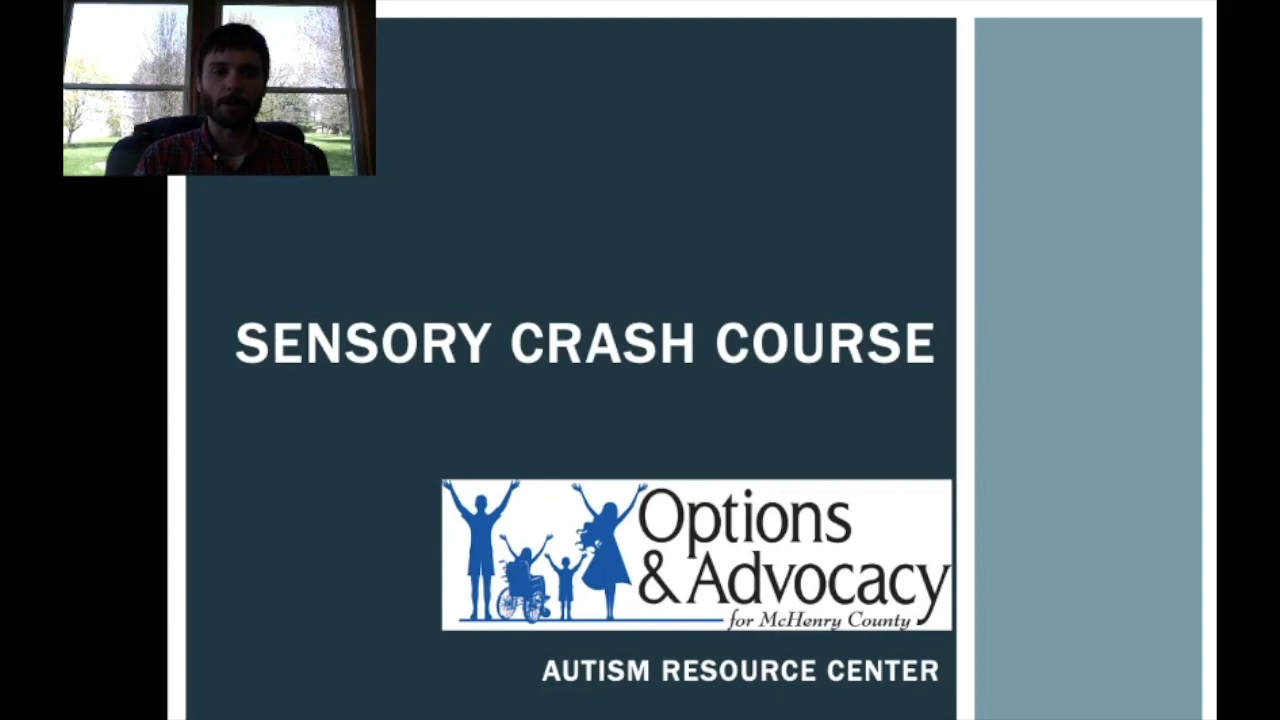 SENSORY CRASH COURSE
Options
& Advocacy
for McHenry County
AUTISM RESOURCE CENTER